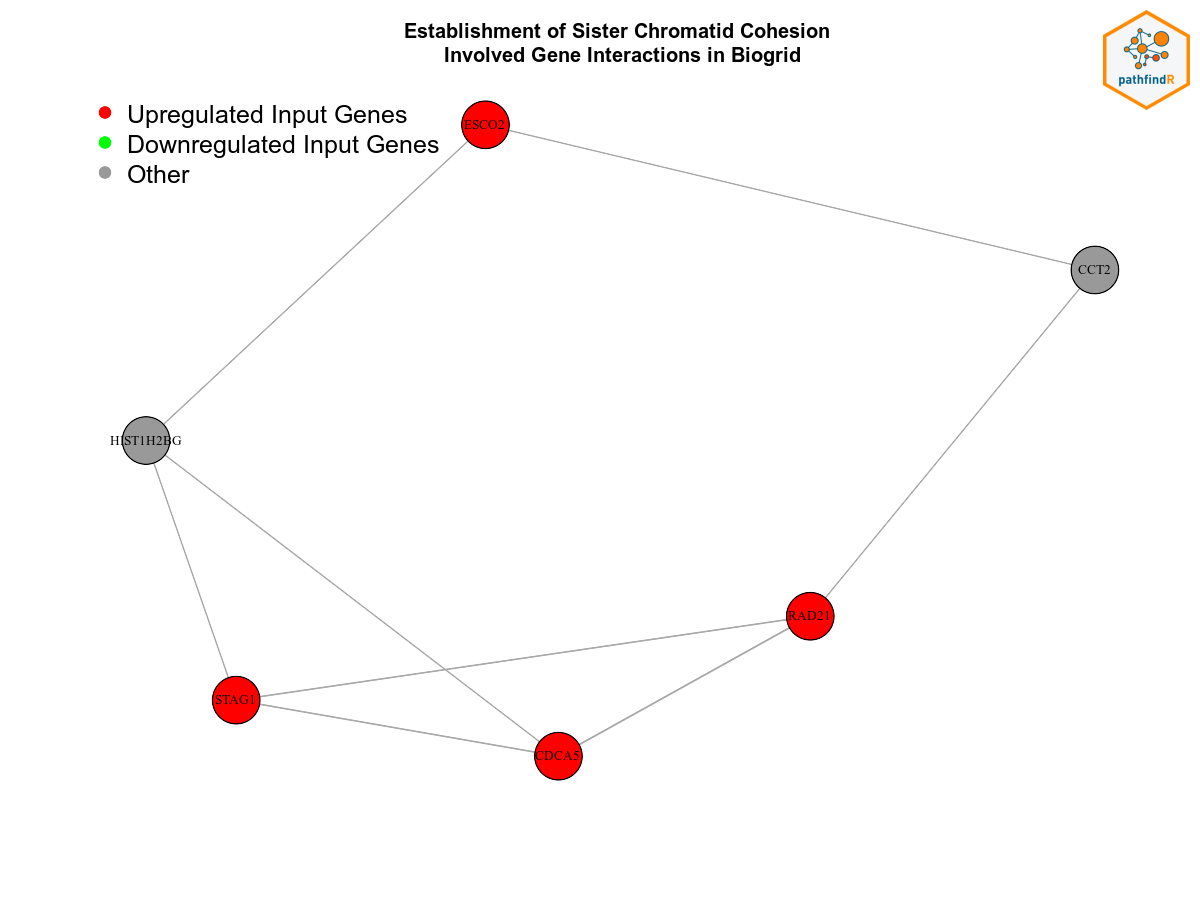 Establishment of Sister Chromatid Cohesion
Involved Gene Interactions in Biogrid
pathfindR
Upregulated Input Genes
Downregulated Input Genes
Other
ESCO2
CCT2
HIST1H2BG
RAD21
STAG1
CDCA5